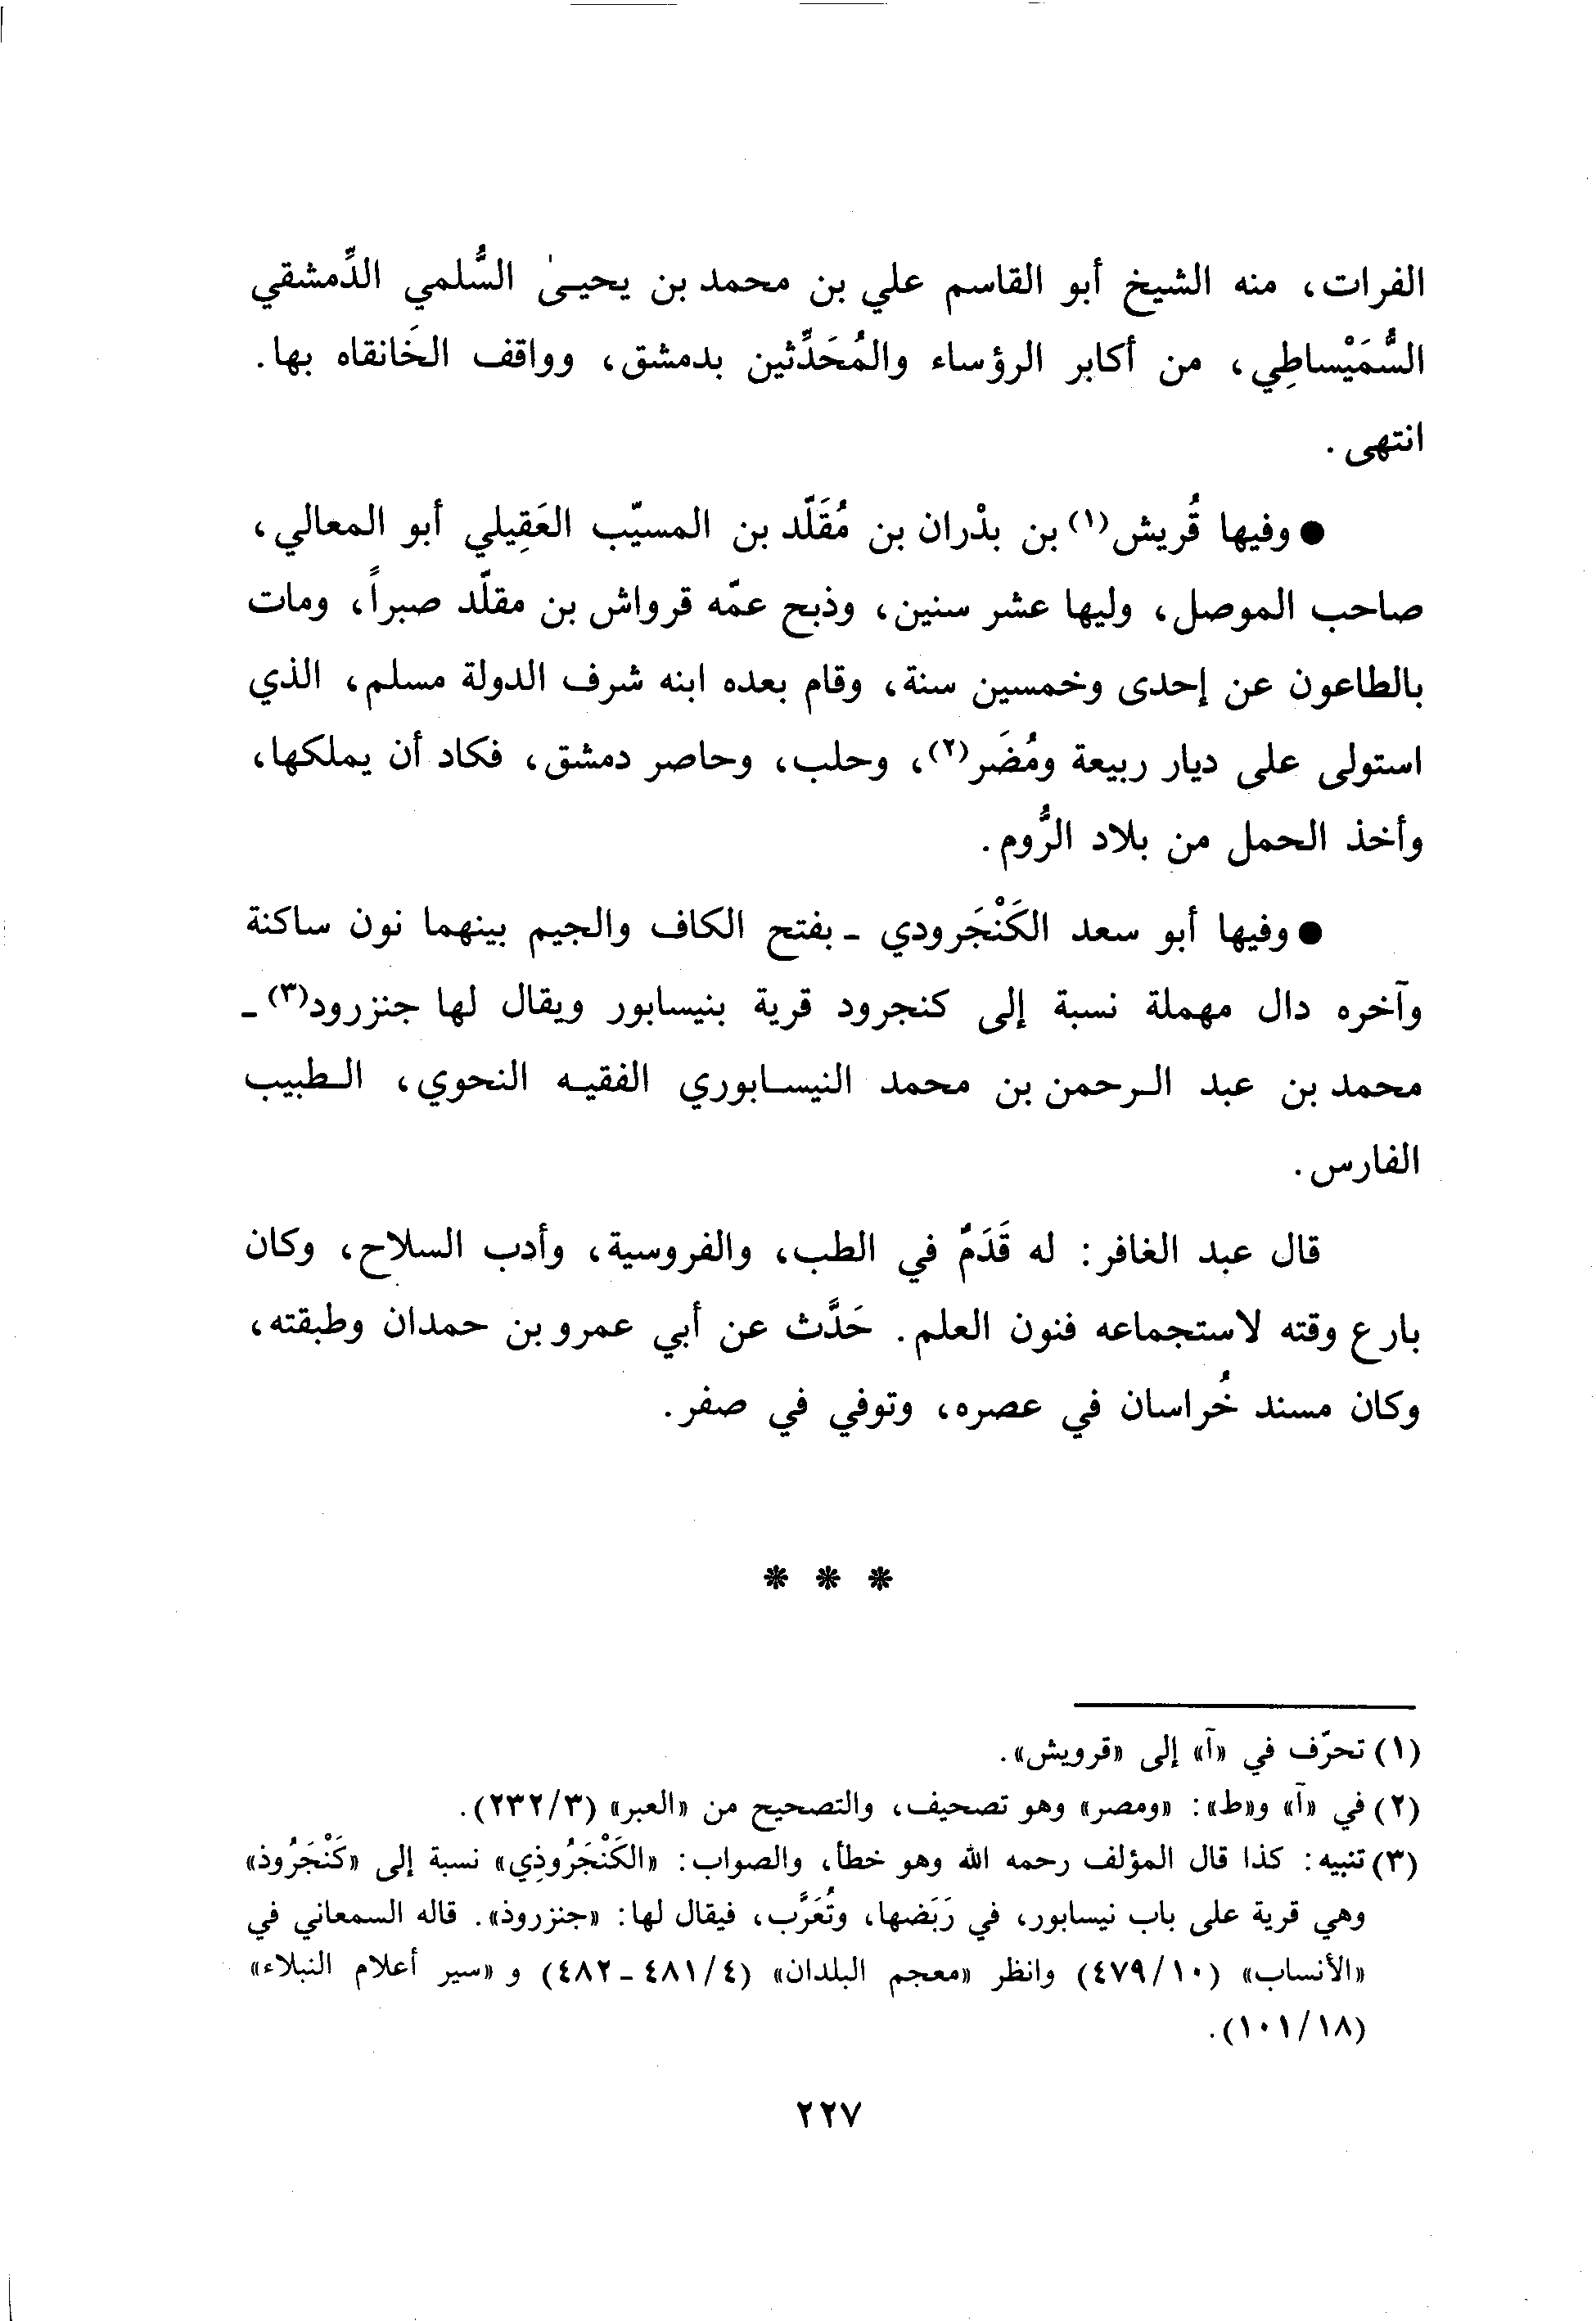 الفرات، منه الشيخ أبو القاسم علي بن محمد بن يحيىٰ السُّلمي الدِّمشقي
السُّمَيْساطِي، من أكابر الرؤساء والمُحَدِّثين بدمشق، وواقف الخَانقاه بها.
انتهى.
● وفيها قُريش(١) بن بدْران بن مُقَلَّد بن المسيّب العَقِيلي أبو المعالي،
صاحب الموصل، وليها عشر سنين، وذبح عمّه قرواش بن مقلّد صبراً، ومات
بالطاعون عن إحدى وخمسين سنة، وقام بعده ابنه شرف الدولة مسلم، الذي
استولى على ديار ربيعة ومُضَر(٢)، وحلب، وحاصر دمشق، فكاد أن يملكها،
وأخذ الحمل من بلاد الرُّوم.
● وفيها أبو سعد الكَنْجَرودي ـ بفتح الكاف والجيم بينهما نون ساكنة
وآخره دال مهملة نسبة إلى كنجرود قرية بنيسابور ويقال لها جنزرود(٣) ـ
محمد بن عبد الرحمن بن محمد النيسابوري الفقيه النحوي، الطبيب
الفارس.
قال عبد الغافر: له قَدَمٌ في الطب، والفروسية، وأدب السلاح، وكان
بارع وقته لاستجماعه فنون العلم. حَدَّث عن أبي عمرو بن حمدان وطبقته،
وكان مسند خُراسان في عصره، وتوفي في صفر.
* * *
(١) تحرّف في «آ» إلى «قرويش».
(٢) في «آ» و«ط»: «ومصر» وهو تصحيف، والتصحيح من «العبر» (٢٣٢/٣).
(٣) تنبيه: كذا قال المؤلف رحمه الله وهو خطأ، والصواب: «الكَنْجَرُوذِي» نسبة إلى «كَنْجَرُوذ»
وهي قرية على باب نيسابور، في رَبَضها، وتُعَرَّب، فيقال لها: «جنزروذ». قاله السمعاني في
«الأنساب» (٤٧٩/١٠) وانظر «معجم البلدان» (٤٨١/٤ ـ ٤٨٢) و «سير أعلام النبلاء»
(١٠١/١٨).
٢٢٧